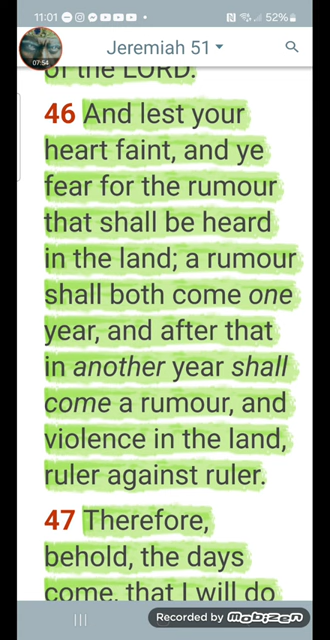 11:01
52%
Jeremiah 51
07:54
of the LORD.
46 And lest your
heart faint, and ye
fear for the rumour
that shall be heard
in the land; a rumour
shall both come one
year, and after that
in another year shall
come a rumour, and
violence in the land,
ruler against ruler.
47 Therefore,
behold, the days
come, that I will do
Recorded by mobizen